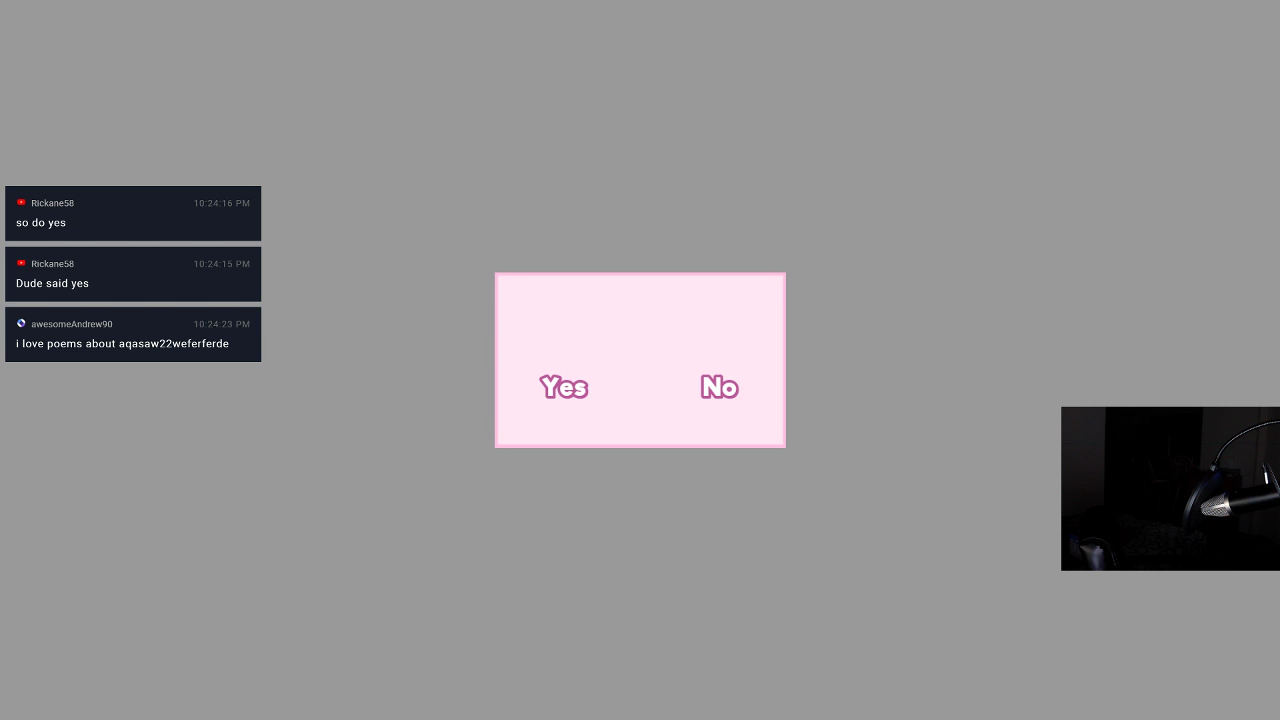 Rickane58 10:24:16 PM
so do yes
Rickane58 10:24:15 PM
Dude said yes
awesomeAndrew90 10:24:23 PM
i love poems about aqasaw22weferferde
Yes No